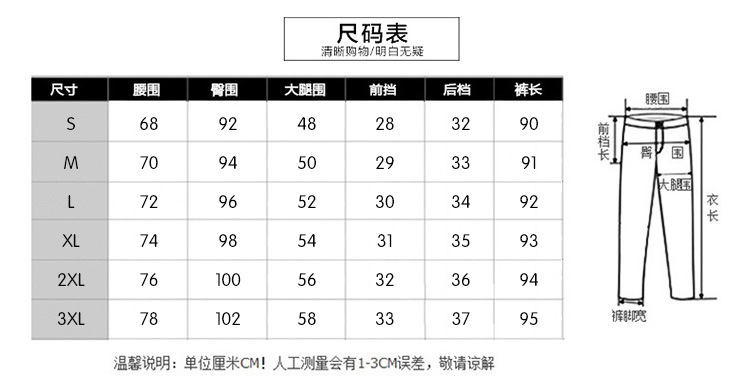 尺码表
清晰购物/明白无疑
尺寸 腰围 臀围 大腿围 前挡 后档 裤长
S 68 92 48 28 32 90
M 70 94 50 29 33 91
L 72 96 52 30 34 92
XL 74 98 54 31 35 93
2XL 76 100 56 32 36 94
3XL 78 102 58 33 37 95
温馨说明：单位厘米CM！人工测量会有1-3CM误差，敬请谅解
腰围
前档长
臀围
大腿围
衣长
裤脚宽